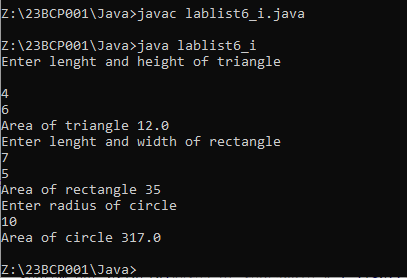 Z:\23BCP001\Java>javac lablist6_i.java
Z:\23BCP001\Java>java lablist6_i
Enter lenght and height of triangle
4
6
Area of triangle 12.0
Enter lenght and width of rectangle
7
5
Area of rectangle 35
Enter radius of circle
10
Area of circle 317.0
Z:\23BCP001\Java>